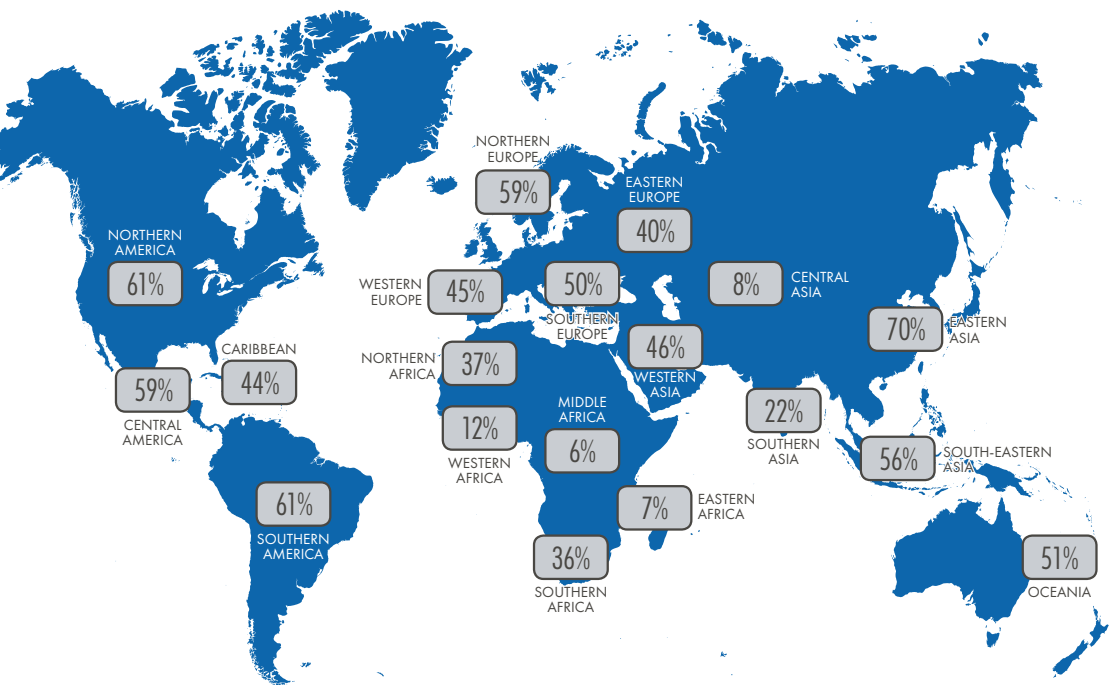 NORTHERN
EUROPE
59%
EASTERN
EUROPE
40%
NORTHERN
AMERICA
61%
WESTERN
EUROPE
45%
50%
SOUTHERN
EUROPE
8%
CENTRAL
ASIA
70%
EASTERN
ASIA
46%
WESTERN
ASIA
CARIBBEAN
44%
59%
CENTRAL
AMERICA
NORTHERN
AFRICA
37%
12%
WESTERN
AFRICA
MIDDLE
AFRICA
6%
22%
SOUTHERN
ASIA
56%
SOUTH-EASTERN
ASIA
61%
SOUTHERN
AMERICA
7%
EASTERN
AFRICA
36%
SOUTHERN
AFRICA
51%
OCEANIA